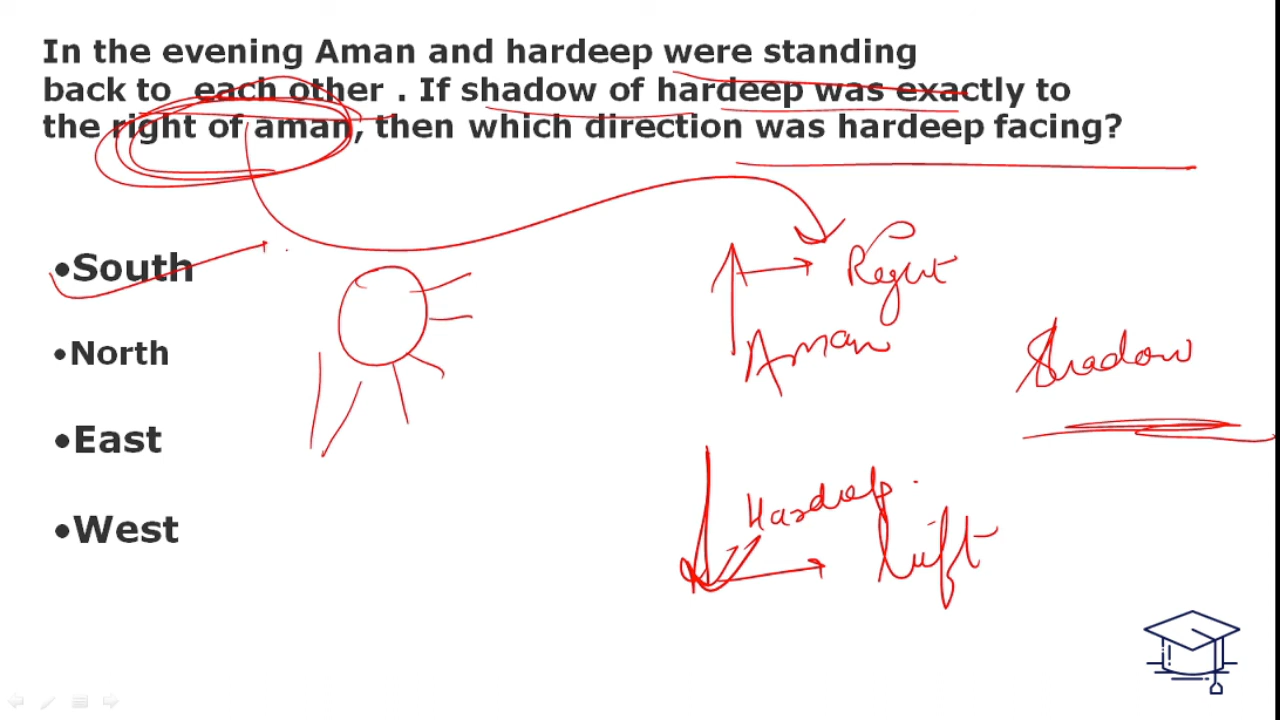 In the evening Aman and hardeep were standing
back to each other . If shadow of hardeep was exactly to
the right of aman, then which direction was hardeep facing?
•South
Right
Aman
Shadow
•North
•East
Hardeep
•West